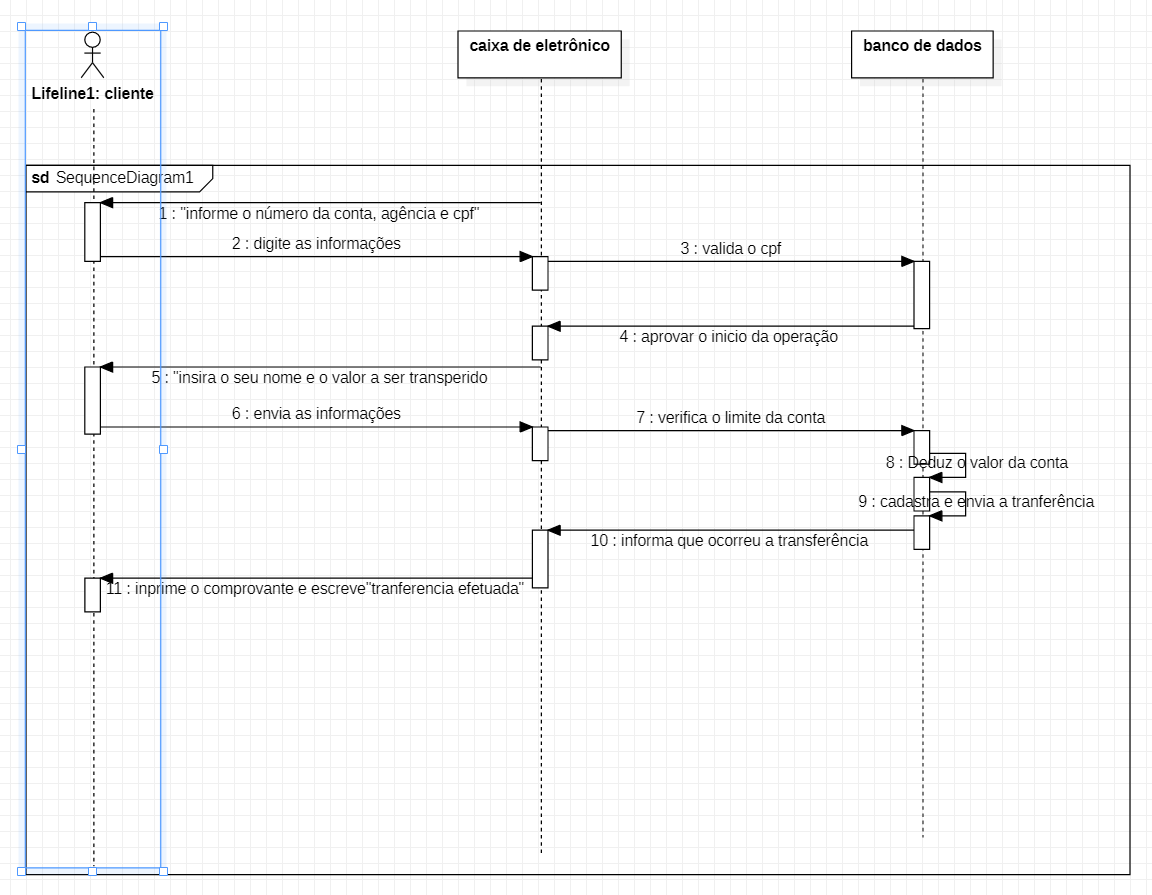 caixa de eletrônico
banco de dados
Lifeline1: cliente
sd SequenceDiagram1
1 : "informe o número da conta, agência e cpf"
2 : digite as informações
3 : valida o cpf
4 : aprovar o inicio da operação
5 : "insira o seu nome e o valor a ser transperido
6 : envia as informações
7 : verifica o limite da conta
8 : Deduz o valor da conta
9 : cadastra e envia a tranferência
10 : informa que ocorreu a transferência
11 : inprime o comprovante e escreve"tranferencia efetuada"